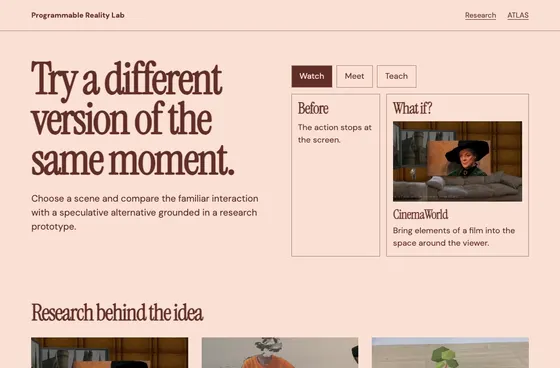 Programmable Reality Lab
Research
ATLAS
Try a different
version of the
same moment.
Choose a scene and compare the familiar interaction
with a speculative alternative grounded in a research
prototype.
Watch
Meet
Teach
Before
The action stops at
the screen.
What if?
CinemaWorld
Bring elements of a film into the
space around the viewer.
Research behind the idea